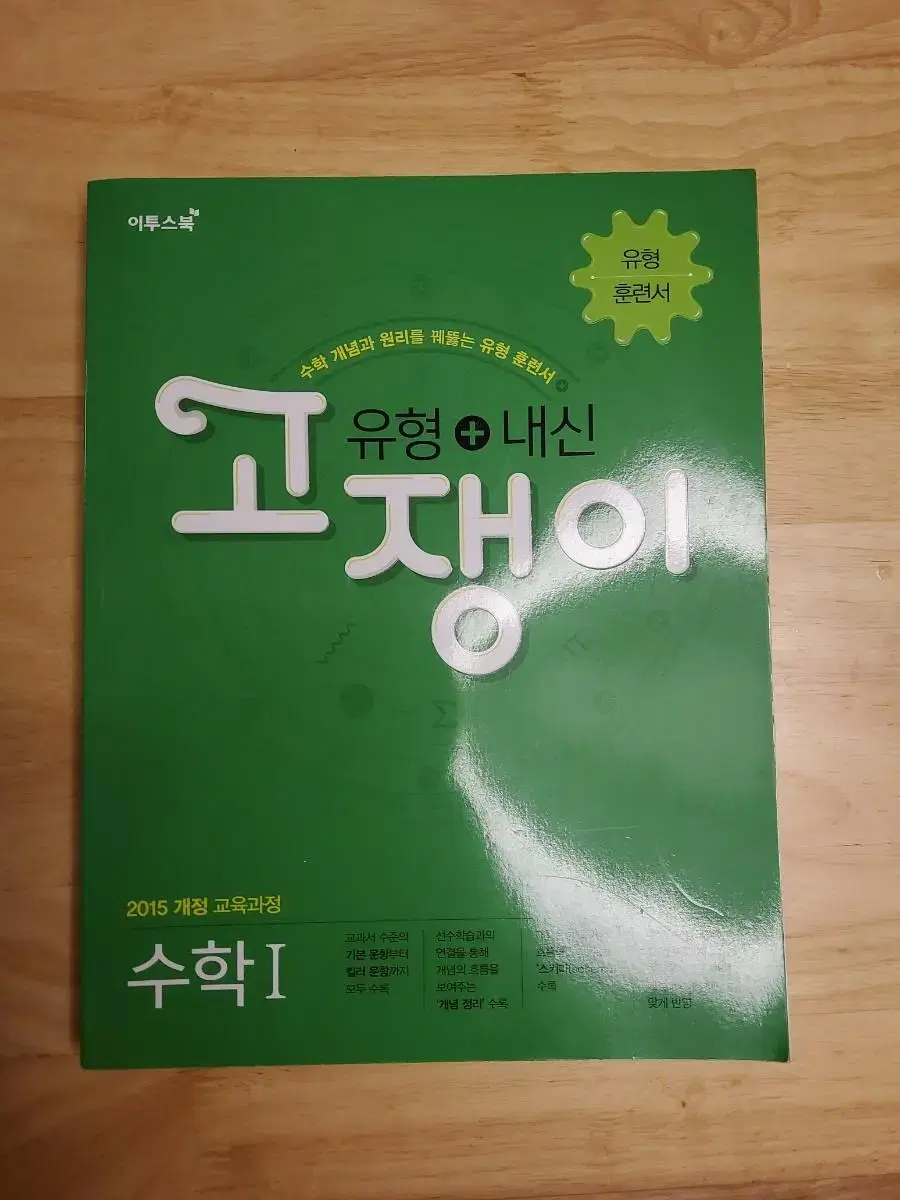 이투스북
유형
훈련서
수학 개념과 원리를 꿰뚫는 유형 훈련서
유형+내신
고쟁이
2015 개정 교육과정
수학Ⅰ
교과서 수준의
기본 문항부터
킬러 문항까지
모두 수록
선수학습과의
연결을 통해
개념의 흐름을
보여주는
'개념 정리' 수록
수록
맞게 반영